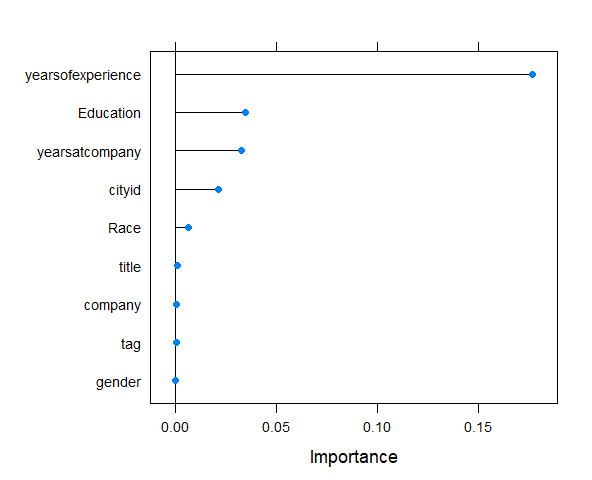 yearsofexperience
Education
yearsatcompany
cityid
Race
title
company
tag
gender
0.00 0.05 0.10 0.15
Importance